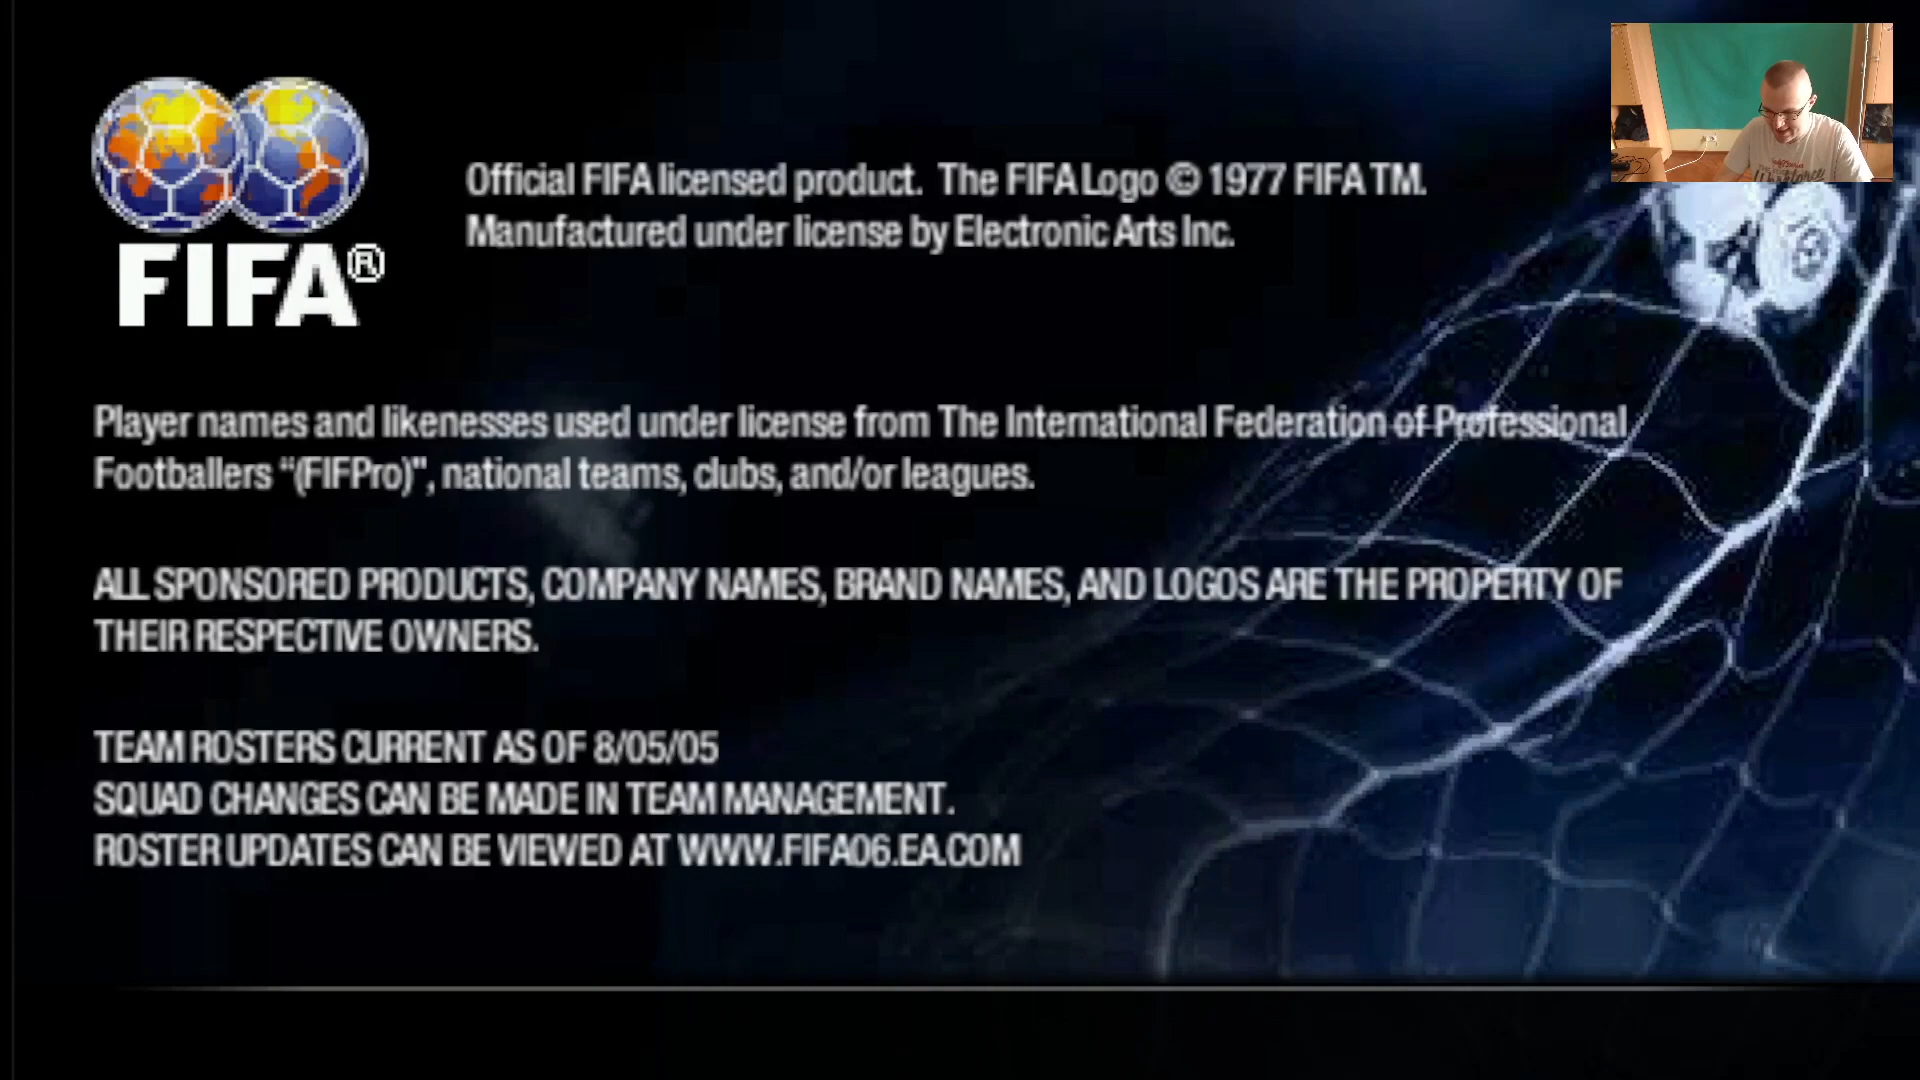 FIFA®
Official FIFA licensed product. The FIFA Logo © 1977 FIFA TM.
Manufactured under license by Electronic Arts Inc.
Player names and likenesses used under license from The International Federation of Professional
Footballers “(FIFPro)”, national teams, clubs, and/or leagues.
ALL SPONSORED PRODUCTS, COMPANY NAMES, BRAND NAMES, AND LOGOS ARE THE PROPERTY OF
THEIR RESPECTIVE OWNERS.
TEAM ROSTERS CURRENT AS OF 8/05/05
SQUAD CHANGES CAN BE MADE IN TEAM MANAGEMENT.
ROSTER UPDATES CAN BE VIEWED AT WWW.FIFA06.EA.COM